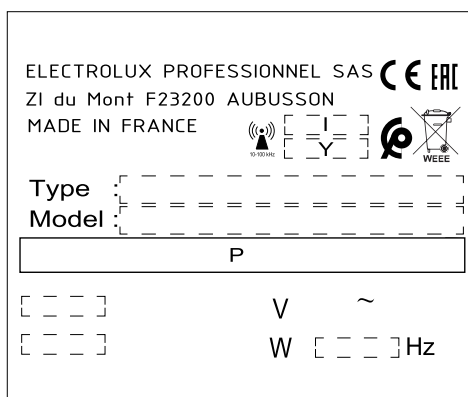 ELECTROLUX PROFESSIONNEL SAS CE EAC
ZI du Mont F23200 AUBUSSON
MADE IN FRANCE
10-100 kHz
I
Y
WEEE
Type :
Model :
P
V ~
W Hz